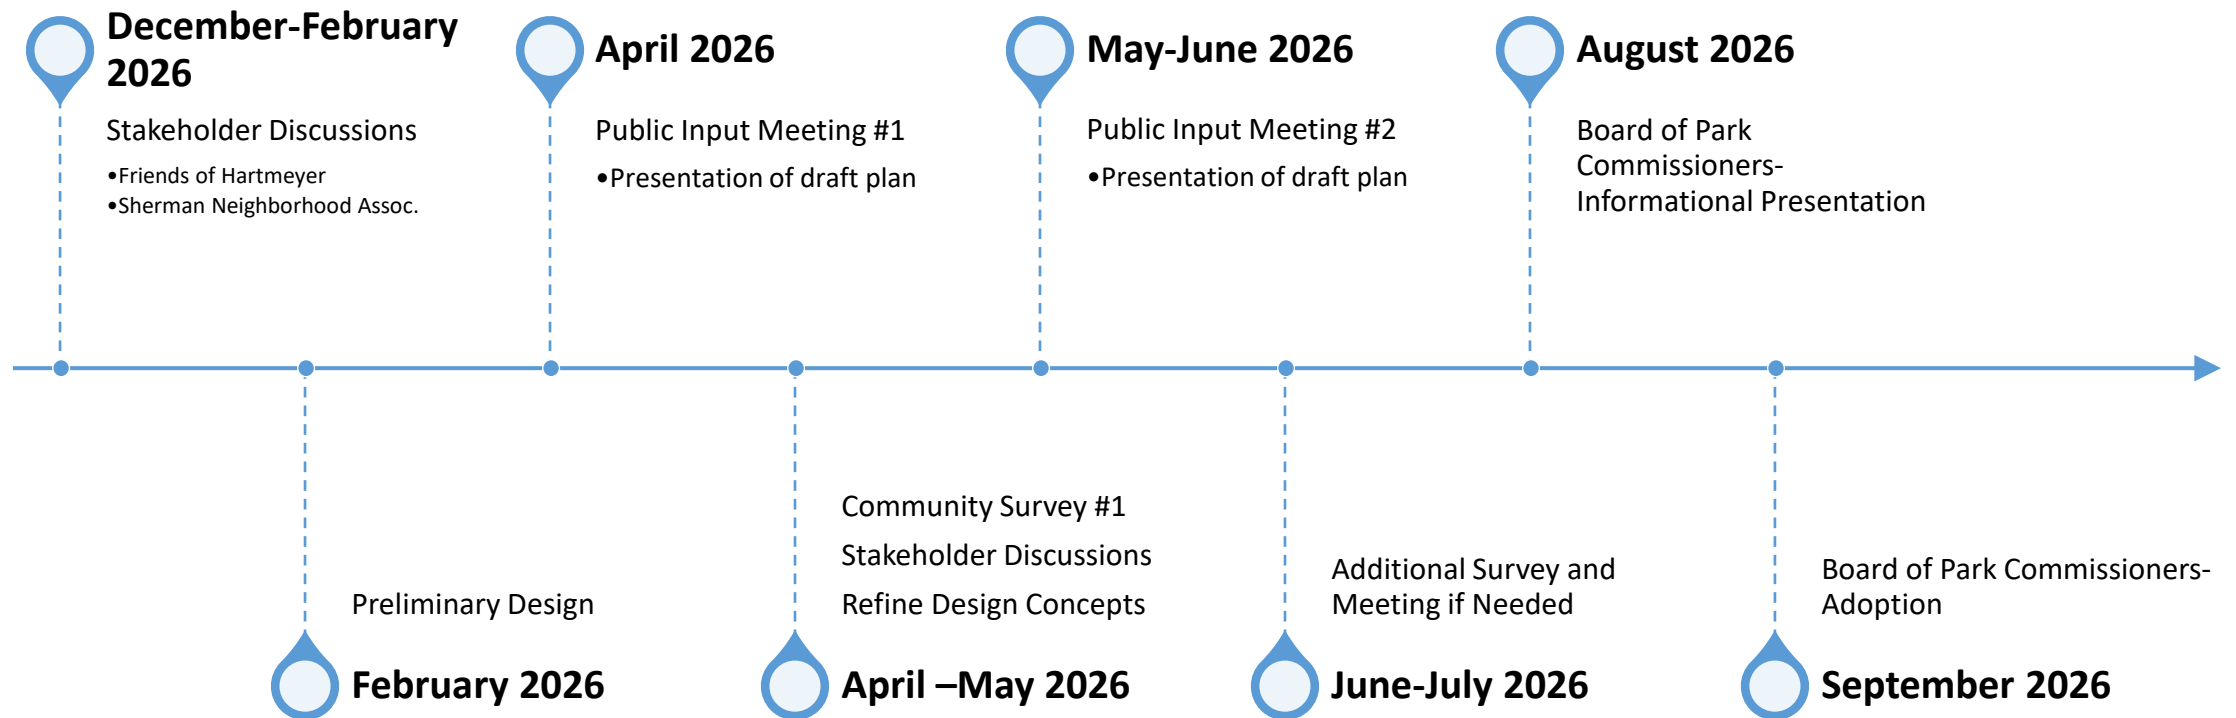 December-February
2026
Stakeholder Discussions
•Friends of Hartmeyer
•Sherman Neighborhood Assoc.
Preliminary Design
February 2026
April 2026
Public Input Meeting #1
•Presentation of draft plan
Community Survey #1
Stakeholder Discussions
Refine Design Concepts
April –May 2026
May-June 2026
Public Input Meeting #2
•Presentation of draft plan
Additional Survey and
Meeting if Needed
June-July 2026
August 2026
Board of Park
Commissioners-
Informational Presentation
Board of Park Commissioners-
Adoption
September 2026